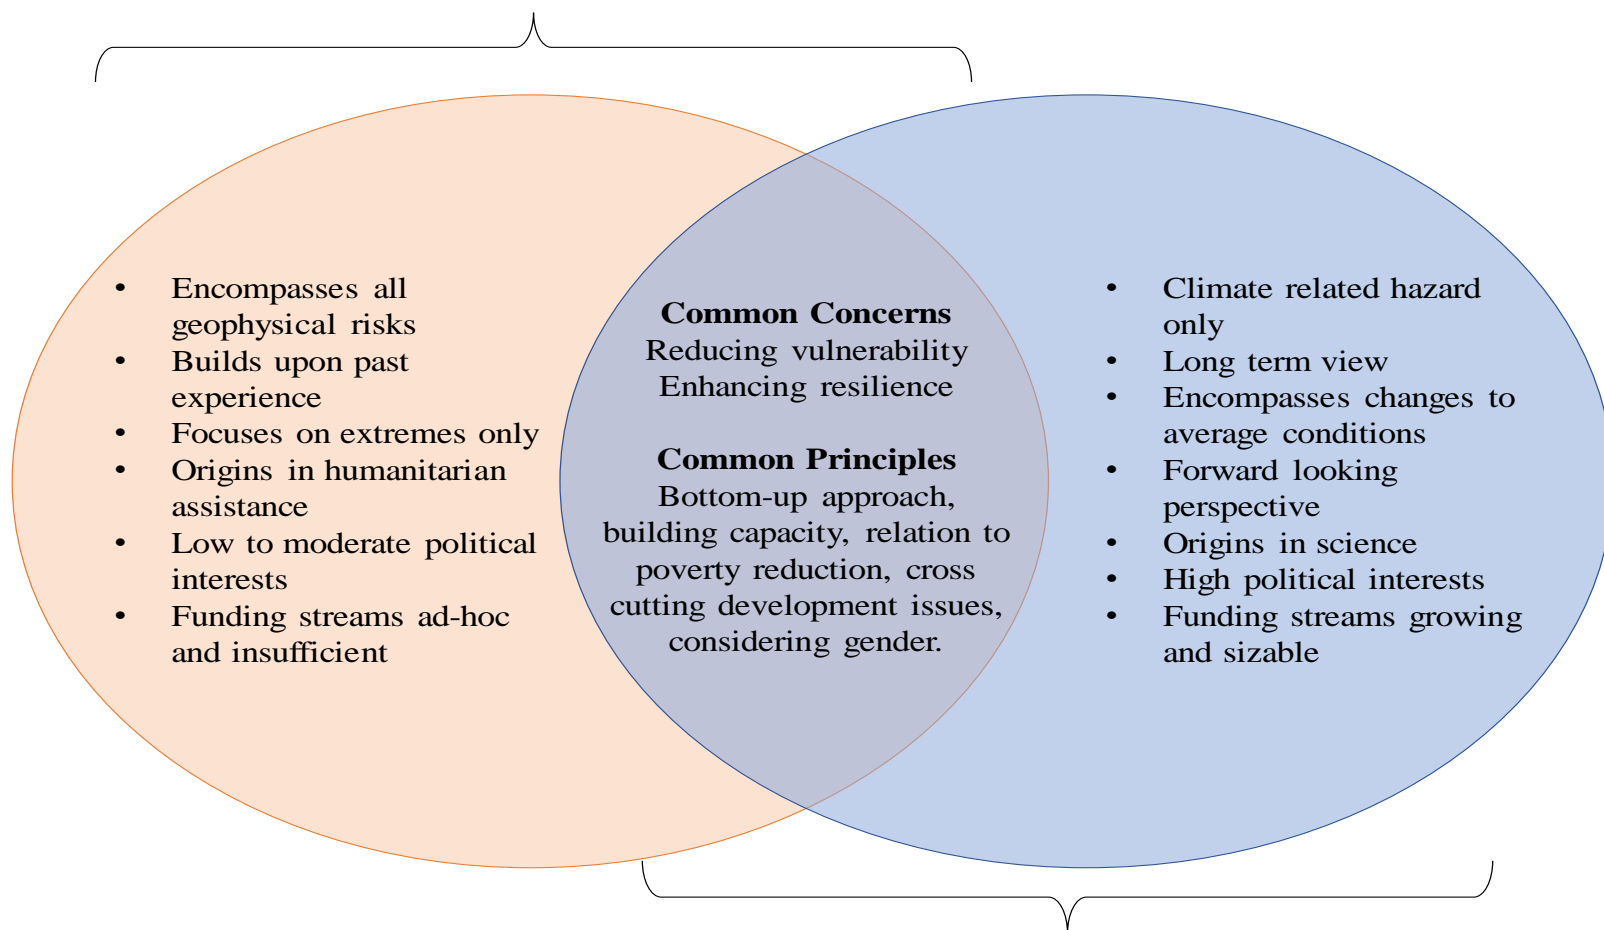 • Encompasses all
geophysical risks
• Builds upon past
experience
• Focuses on extremes only
• Origins in humanitarian
assistance
• Low to moderate political
interests
• Funding streams ad-hoc
and insufficient
Common Concerns
Reducing vulnerability
Enhancing resilience
Common Principles
Bottom-up approach,
building capacity, relation to
poverty reduction, cross
cutting development issues,
considering gender.
• Climate related hazard
only
• Long term view
• Encompasses changes to
average conditions
• Forward looking
perspective
• Origins in science
• High political interests
• Funding streams growing
and sizable